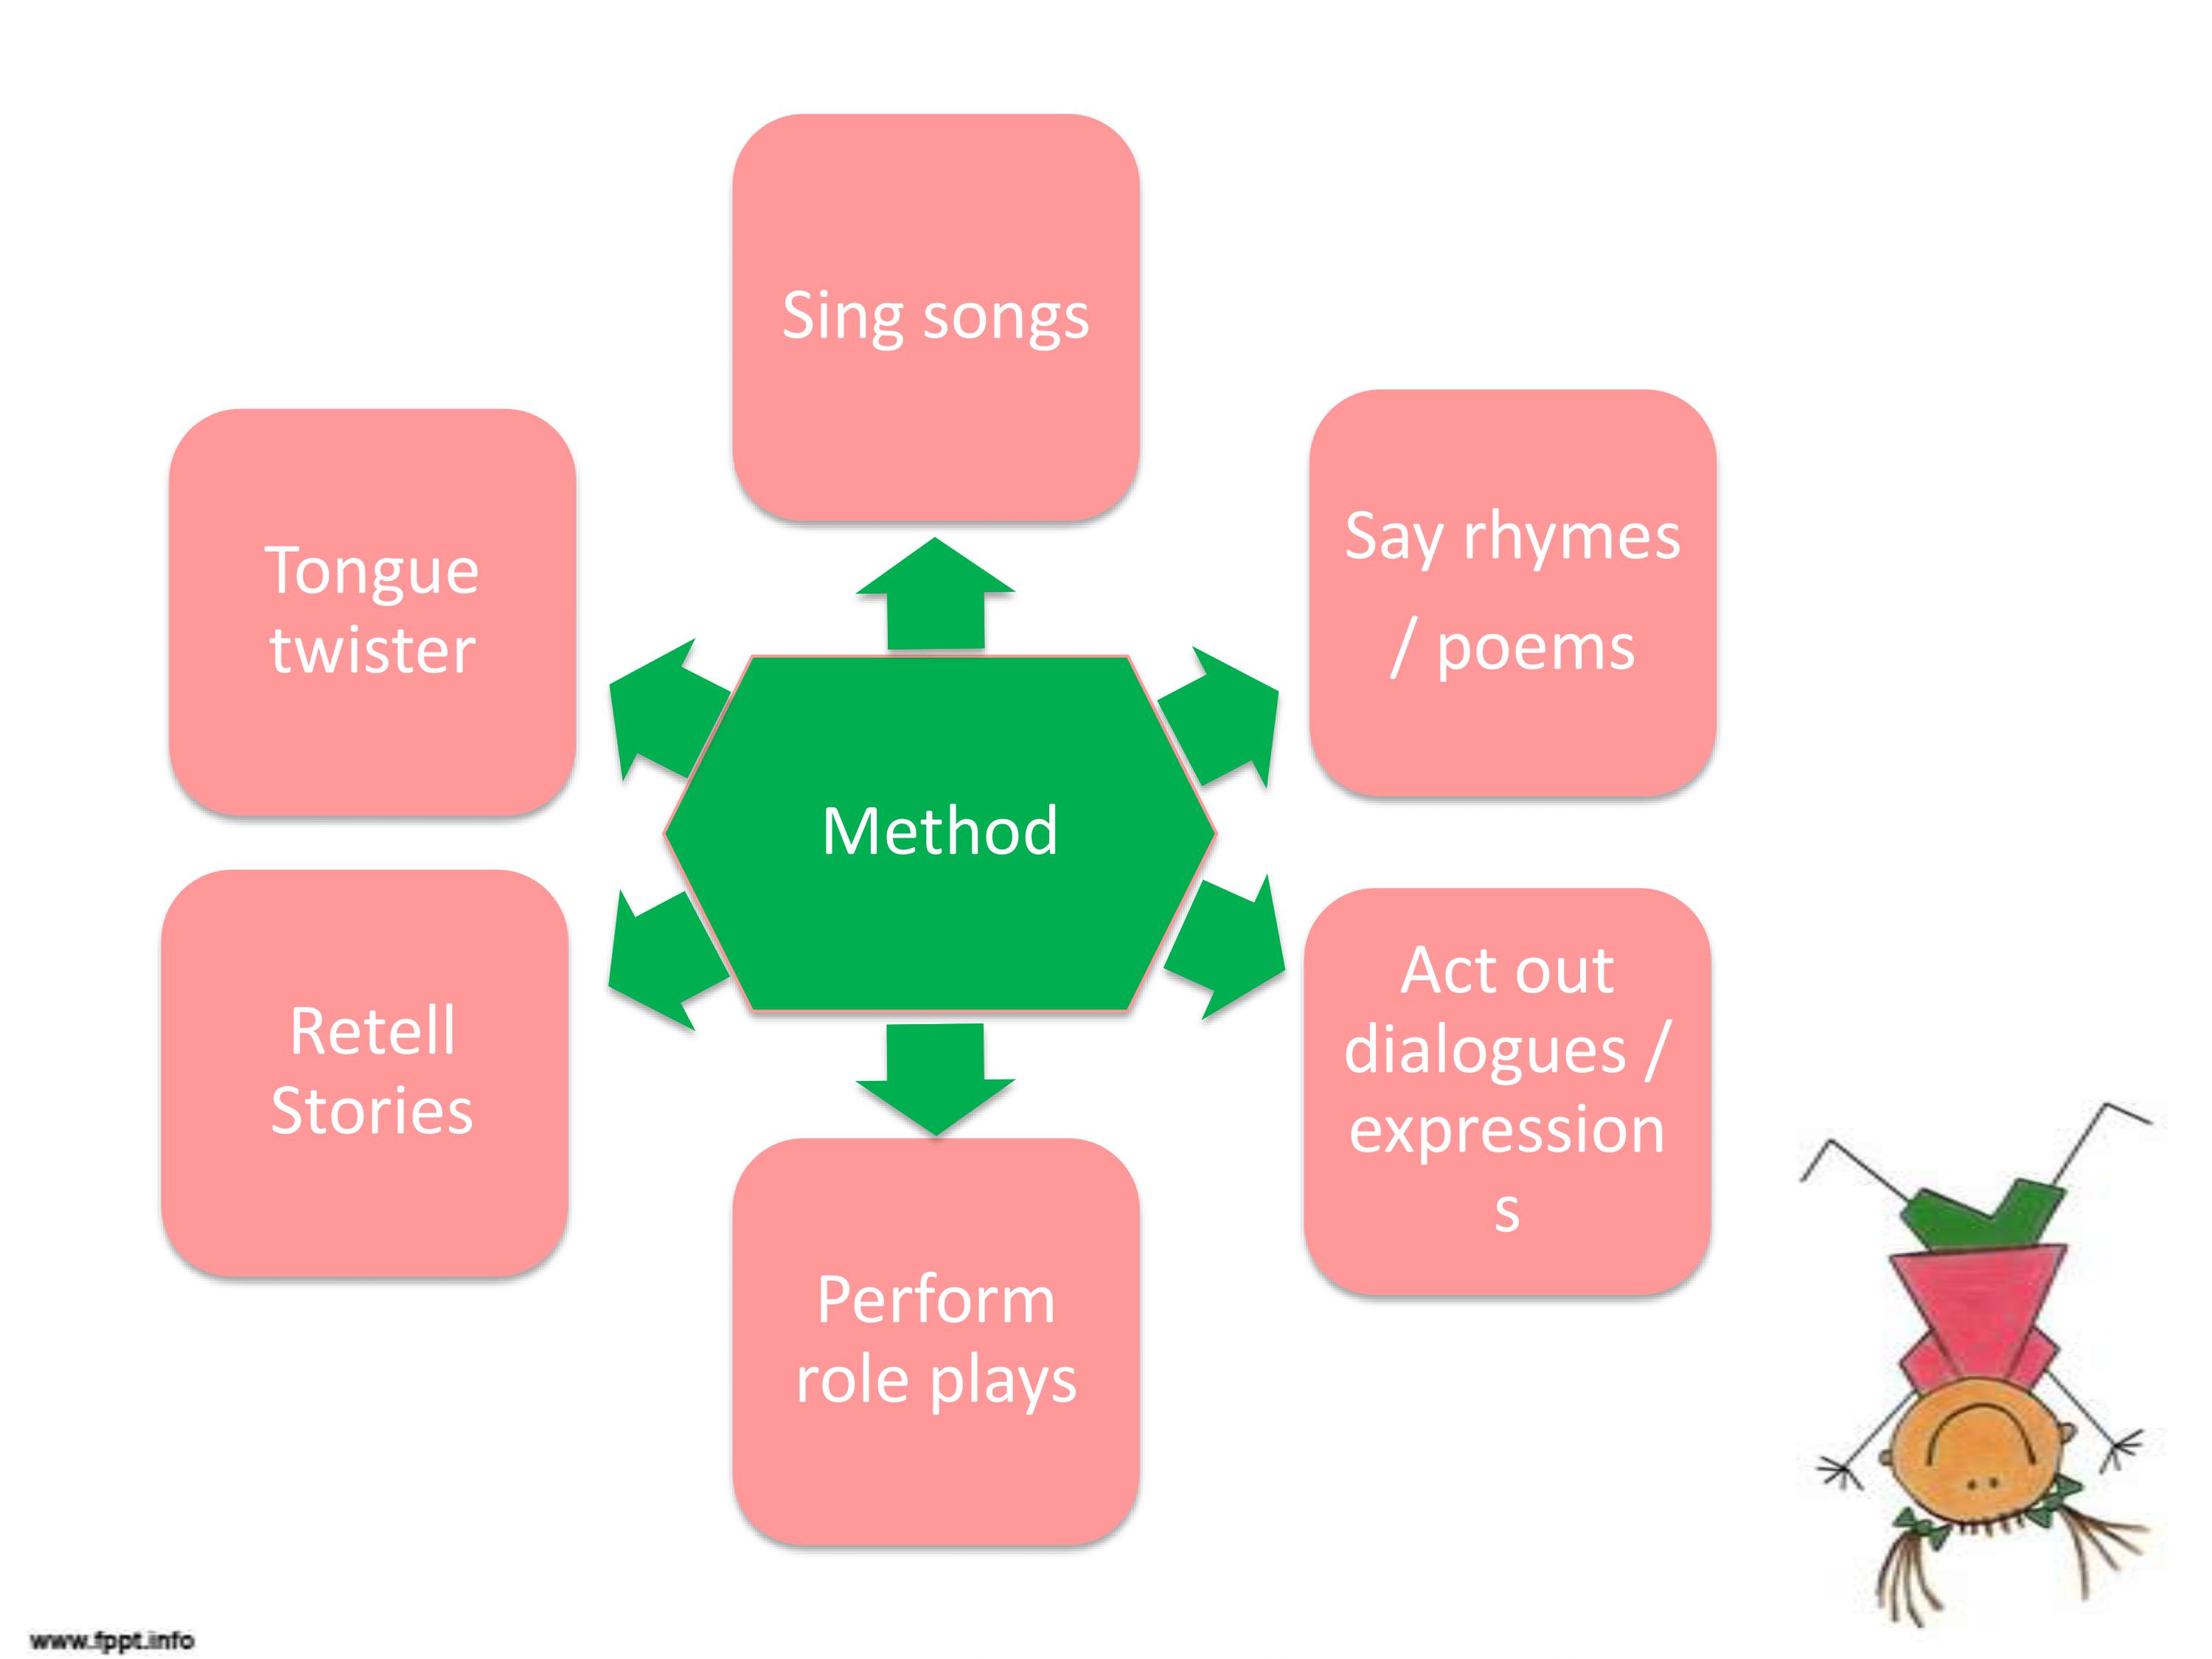 Sing songs
Tongue
twister
Say rhymes
/ poems
Method
Retell
Stories
Act out
dialogues /
expression
s
Perform
role plays
www.fppt.info